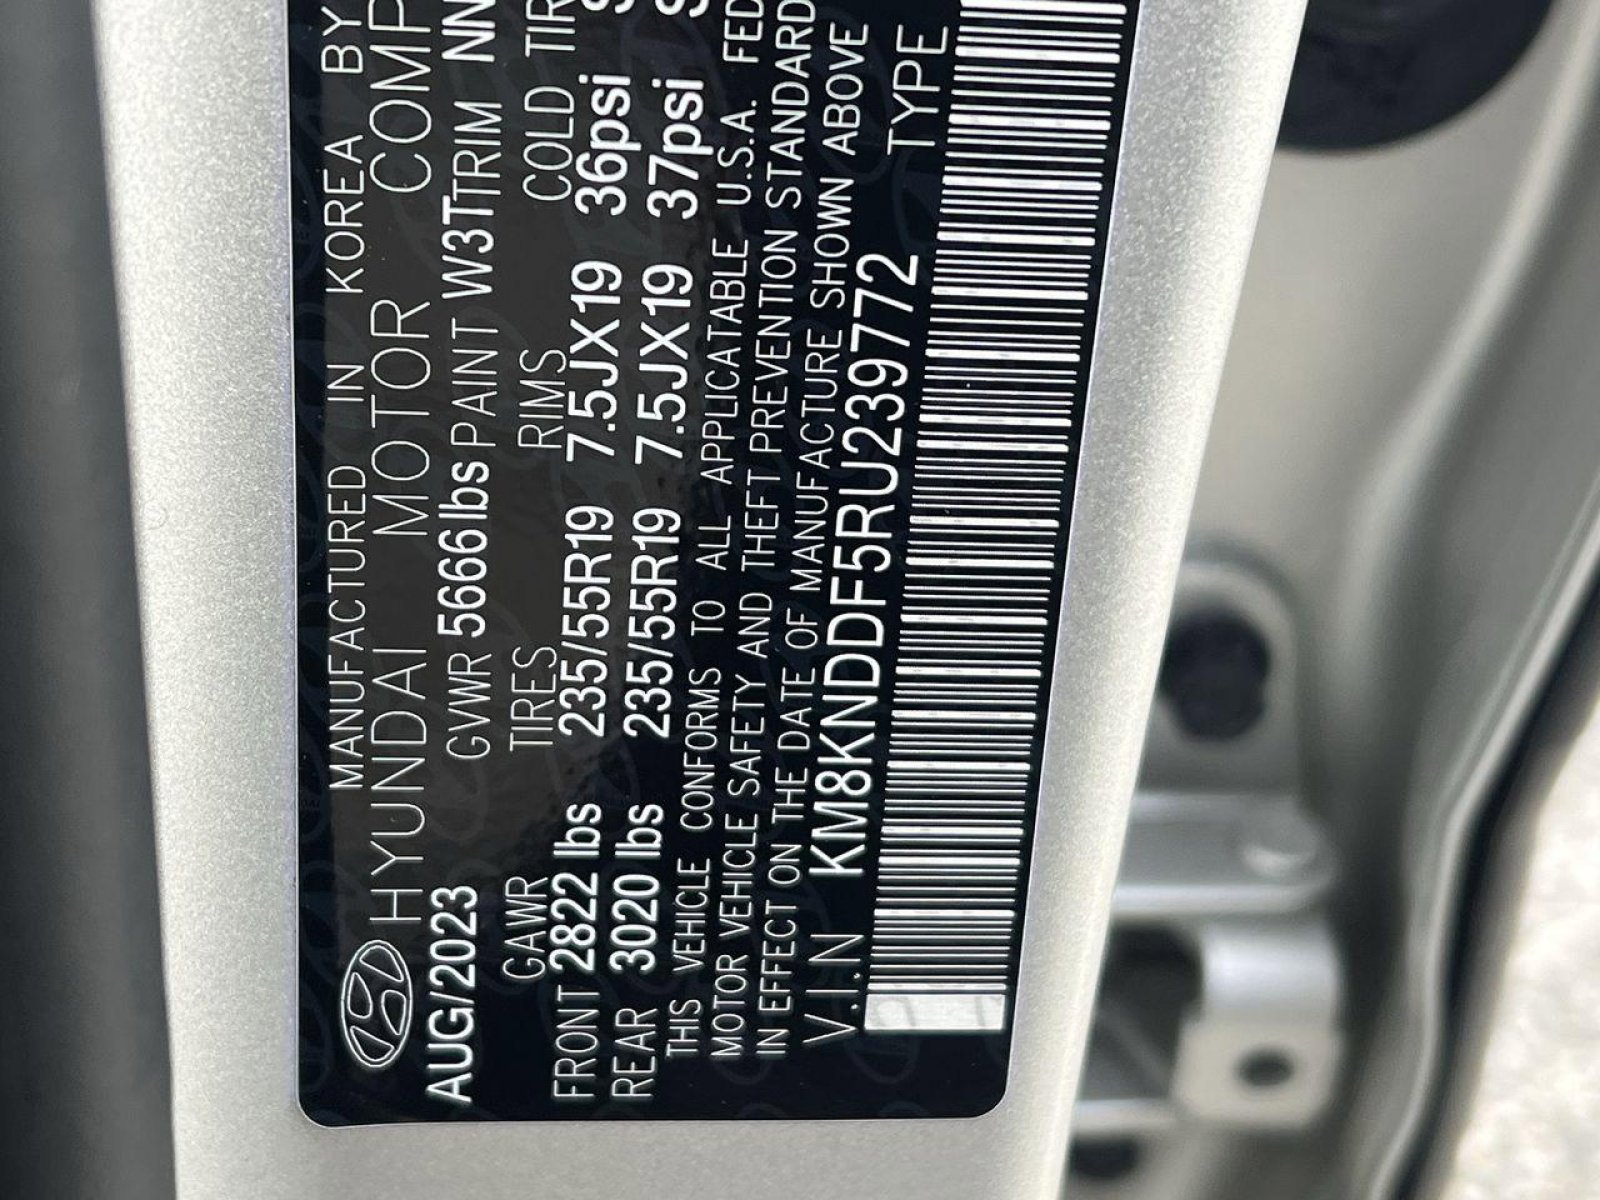 MANUFACTURED IN KOREA BY
HYUNDAI MOTOR COMP
AUG/2023 GVWR 5666 lbs PAINT W3T TRIM NN
GAWR TIRES RIMS COLD TIR
FRONT 2822 lbs 235/55R19 7.5JX19 36psi
REAR 3020 lbs 235/55R19 7.5JX19 37psi
THIS VEHICLE CONFORMS TO ALL APPLICATABLE U.S.A. FED
MOTOR VEHICLE SAFETY AND THEFT PREVENTION STANDARD
IN EFFECT ON THE DATE OF MANUFACTURE SHOWN ABOVE
V.I.N KM8KNDDF5RU239772 TYPE